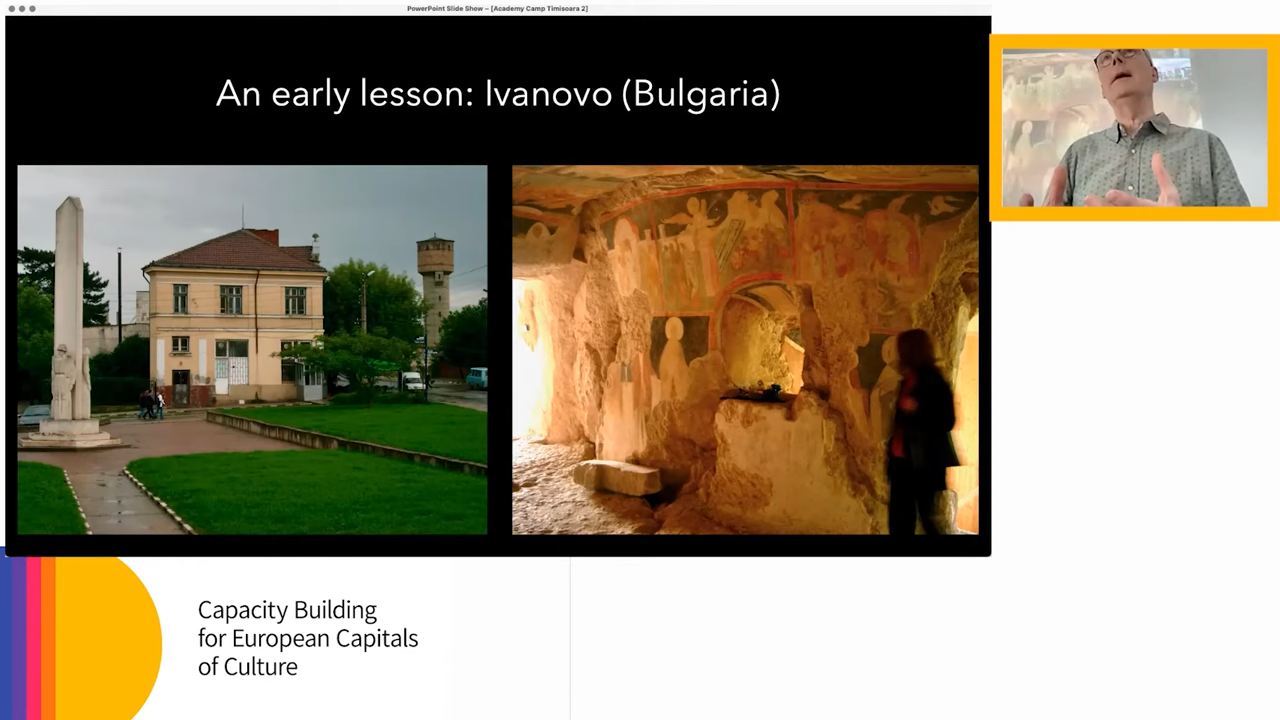 PowerPoint Slide Show – [Academy Camp Timisoara 2]
An early lesson: Ivanovo (Bulgaria)
Capacity Building
for European Capitals
of Culture